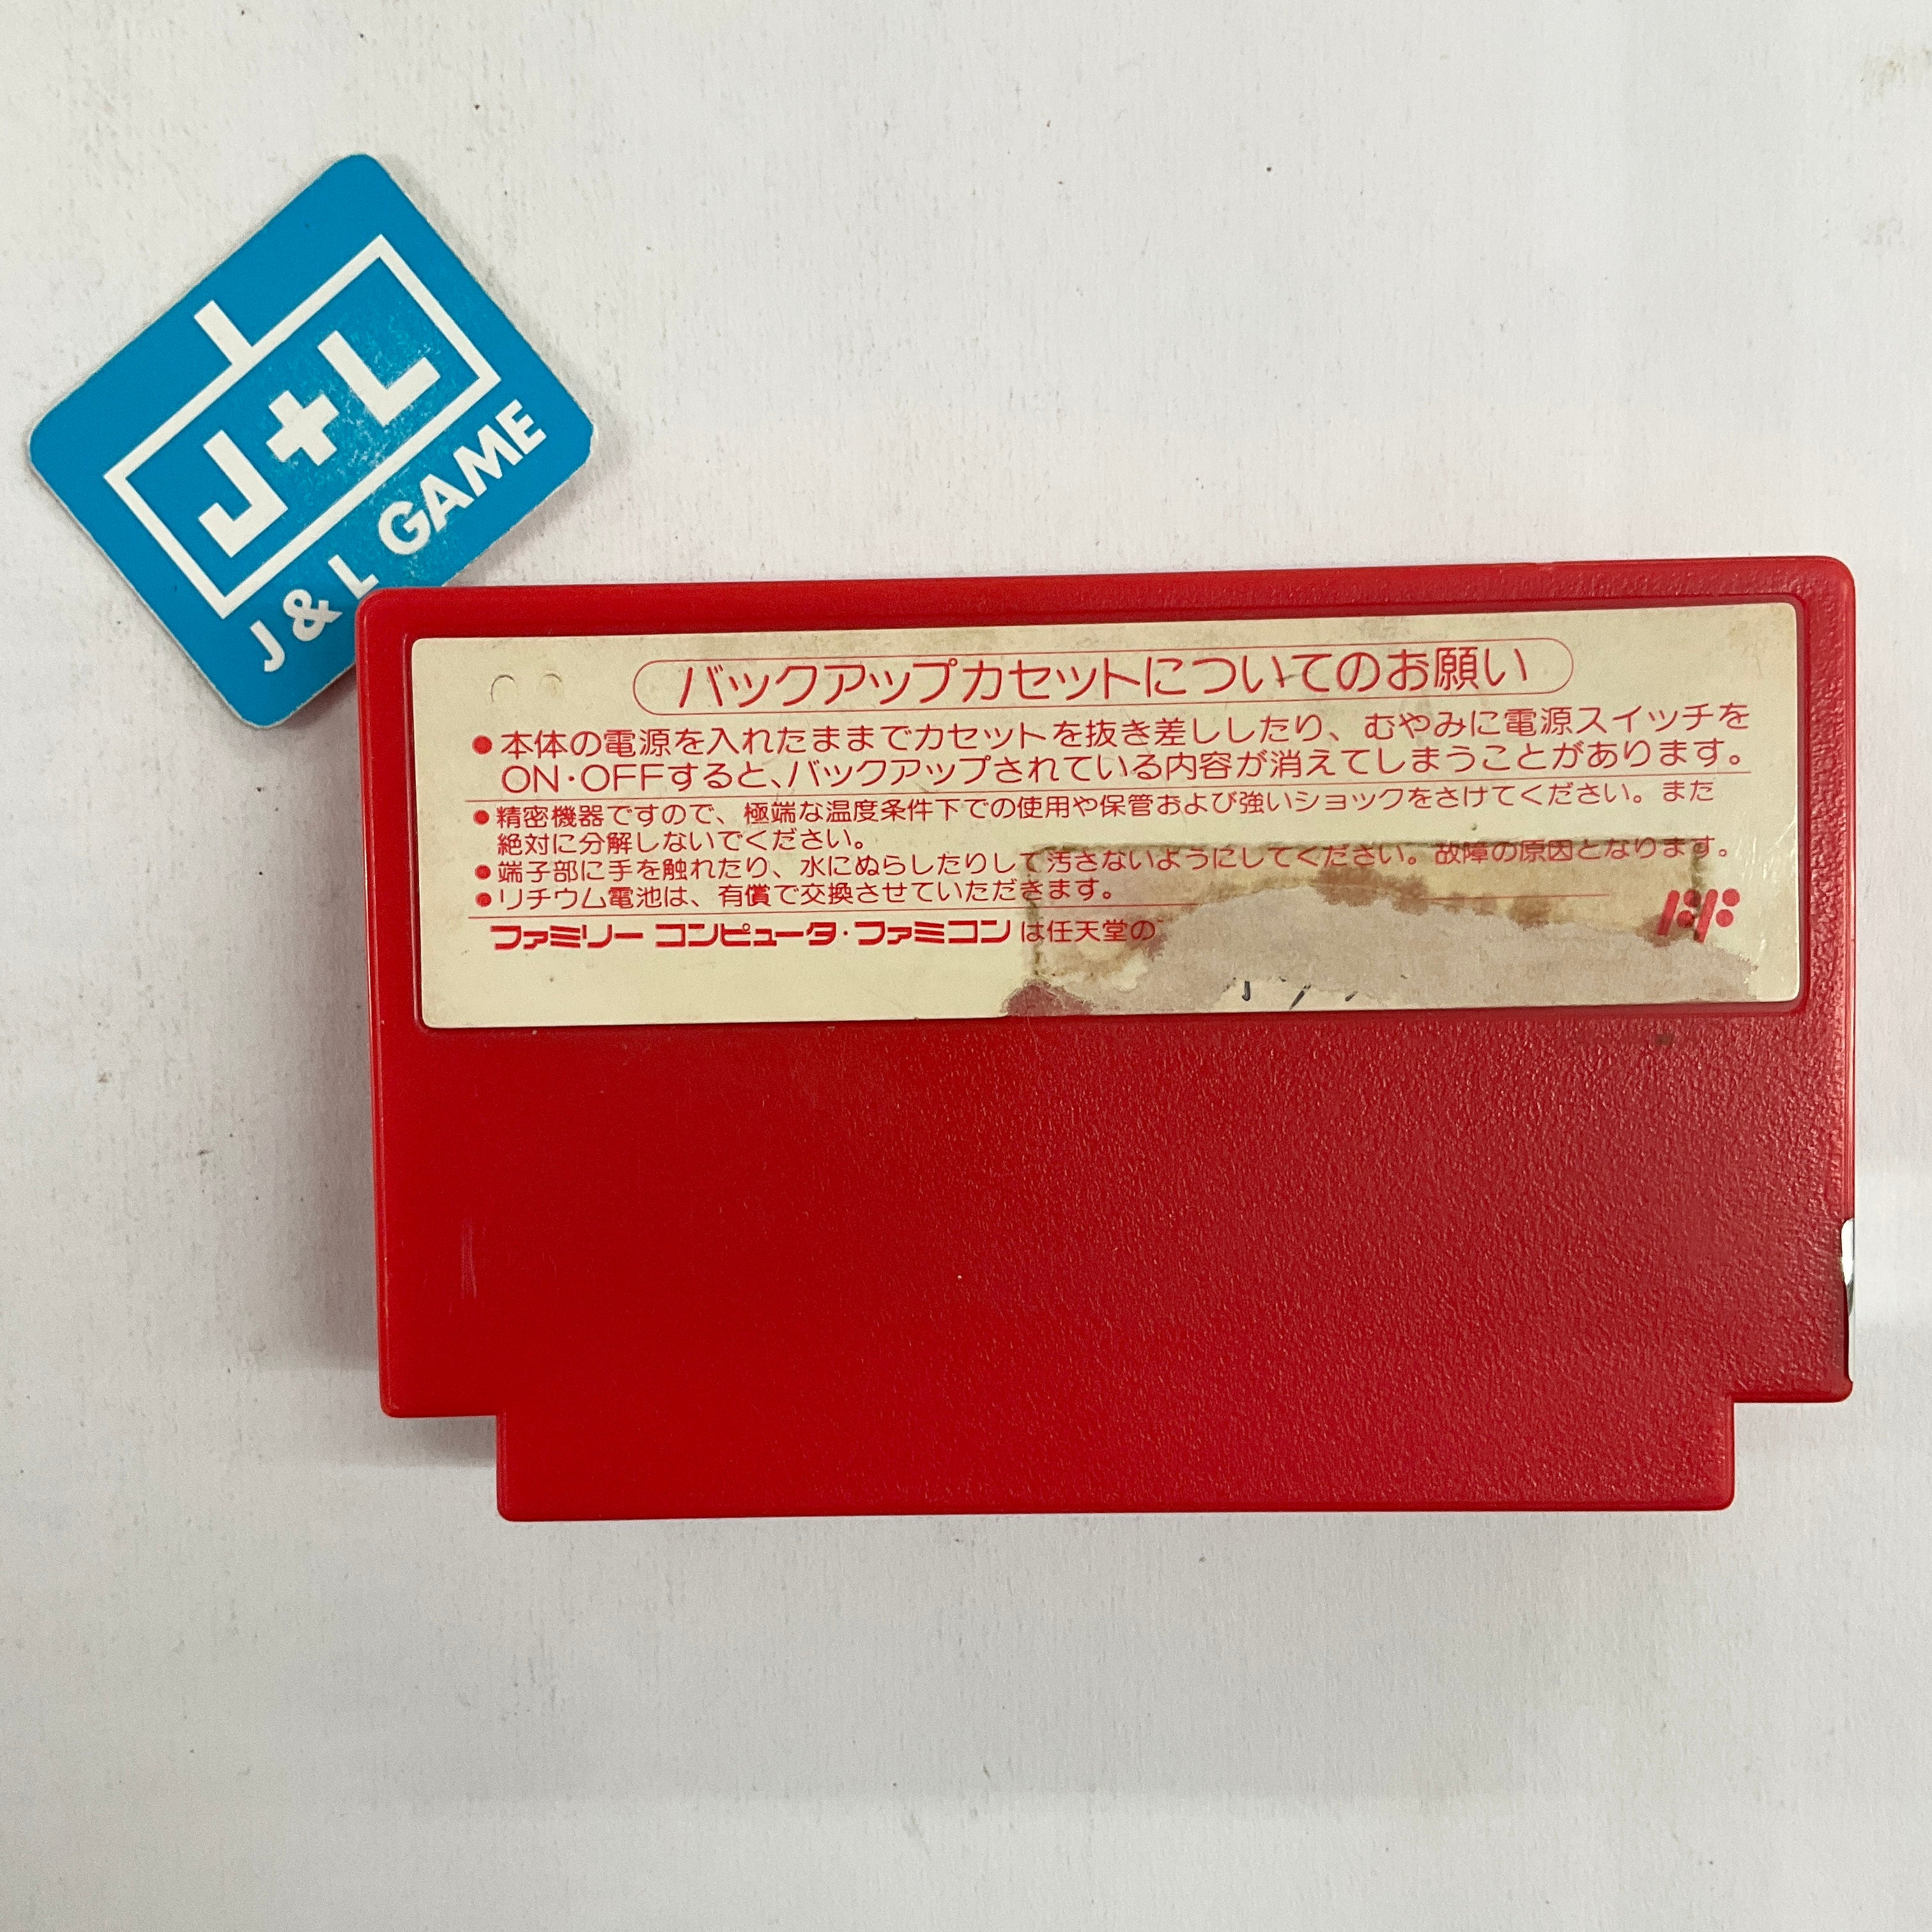 J+L
J & L GAME
バックアップカセットについてのお願い
●本体の電源を入れたままでカセットを抜き差ししたり、むやみに電源スイッチを
ON・OFFすると、バックアップされている内容が消えてしまうことがあります。
●精密機器ですので、極端な温度条件下での使用や保管および強いショックをさけてください。また
絶対に分解しないでください。
●端子部に手を触れたり、水にぬらしたりして汚さないようにしてください。故障の原因となります。
●リチウム電池は、有償で交換させていただきます。
ファミリー コンピュータ・ファミコンは任天堂の